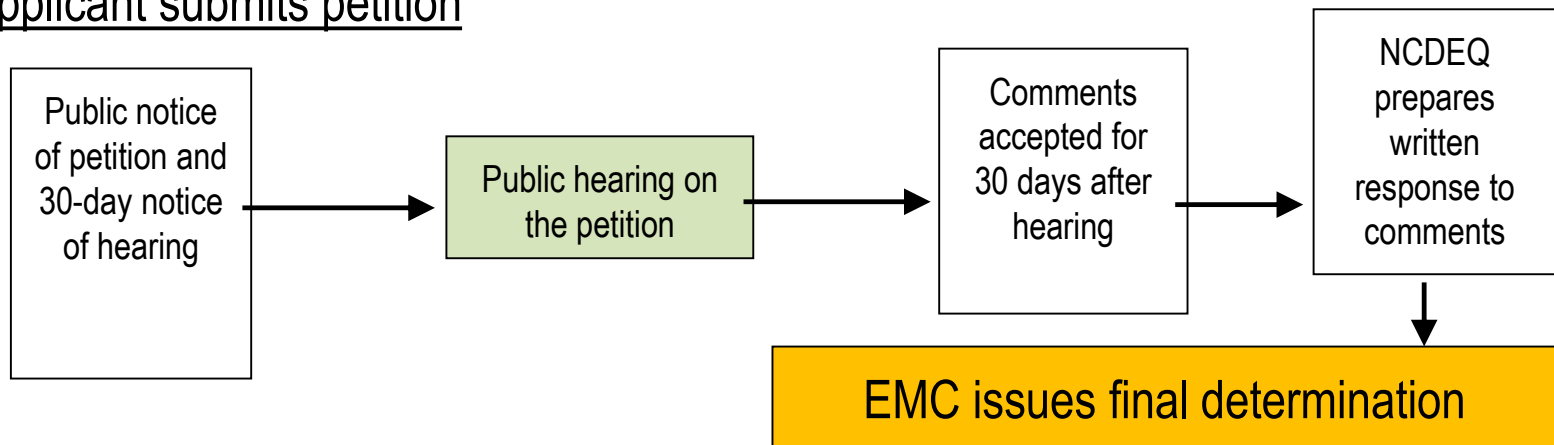 submits petition
Public notice
of petition and
30-day notice
of hearing
Public hearing on
the petition
Comments
accepted for
30 days after
hearing
NCDEQ
prepares
written
response to
comments
EMC issues final determination